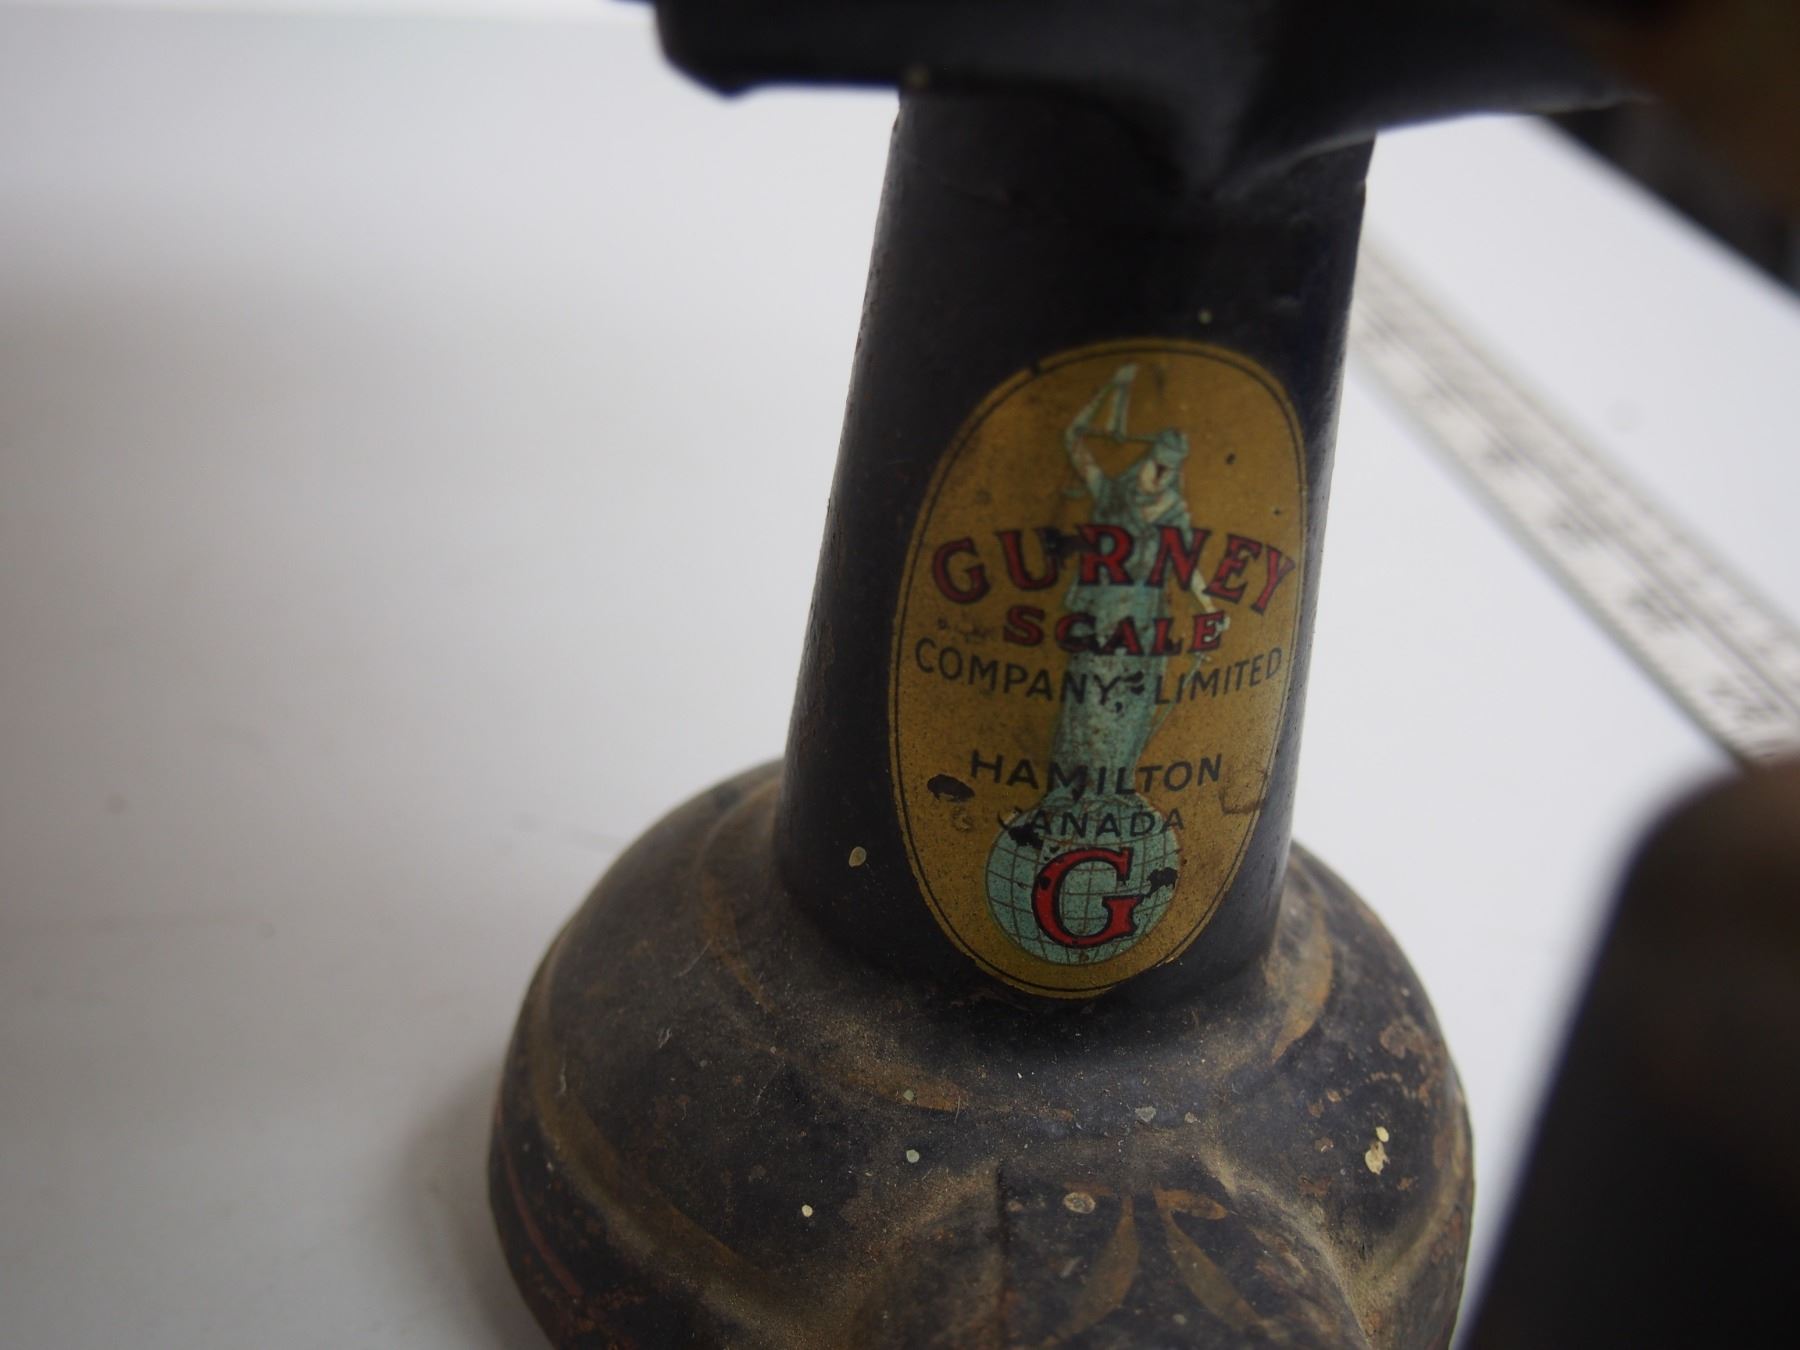 GURNEY
SCALE
COMPANY, LIMITED
HAMILTON
CANADA
G